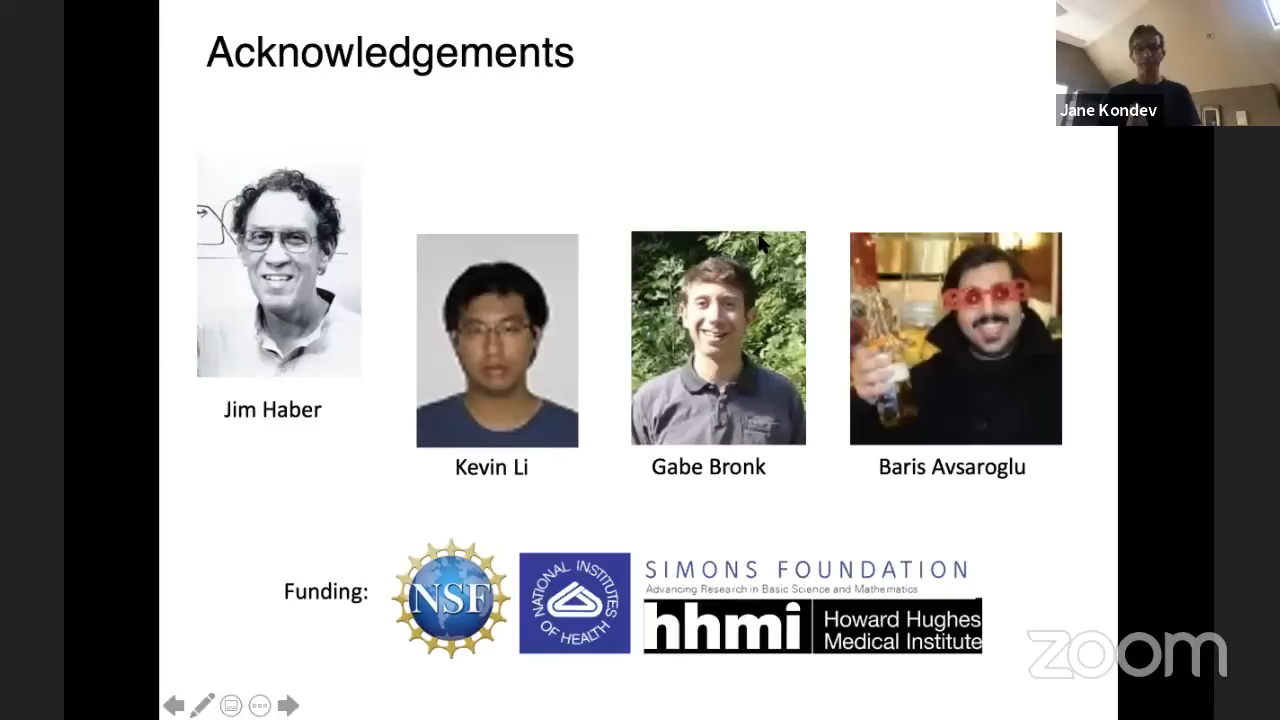 Acknowledgements
Jane Kondev
Jim Haber
Kevin Li
Gabe Bronk
Baris Avsaroglu
Funding:
NSF
NATIONAL INSTITUTES
OF HEALTH
SIMONS FOUNDATION
Advancing Research in Basic Science and Mathematics
hhmi
Howard Hughes
Medical Institute
zoom